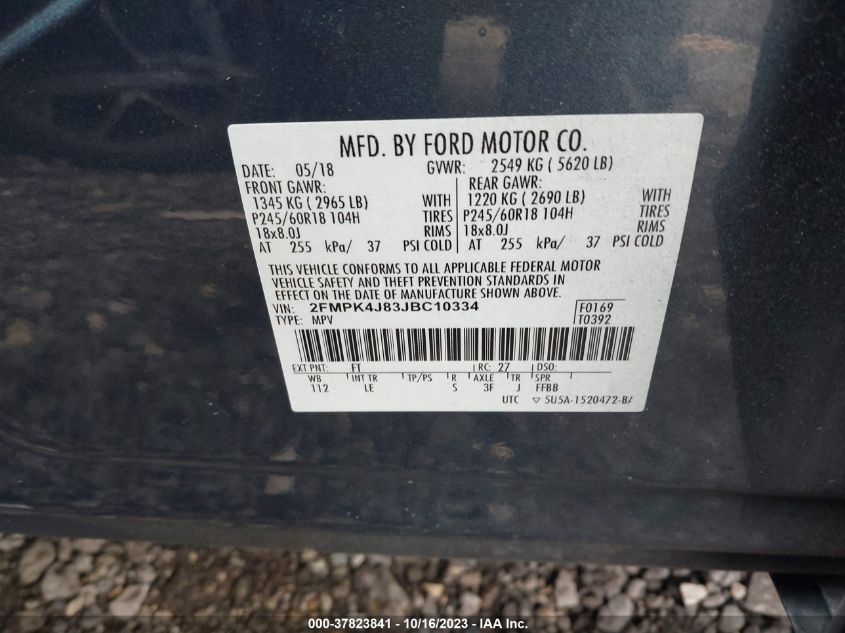 MFD. BY FORD MOTOR CO.
DATE: 05/18 GVWR: 2549 KG ( 5620 LB)
FRONT GAWR: REAR GAWR:
1345 KG ( 2965 LB) WITH 1220 KG ( 2690 LB) WITH
P245/60R18 104H TIRES P245/60R18 104H TIRES
18x8.0J RIMS 18x8.0J RIMS
AT 255 kPa/ 37 PSI COLD AT 255 kPa/ 37 PSI COLD
THIS VEHICLE CONFORMS TO ALL APPLICABLE FEDERAL MOTOR
VEHICLE SAFETY AND THEFT PREVENTION STANDARDS IN
EFFECT ON THE DATE OF MANUFACTURE SHOWN ABOVE.
VIN: 2FMPK4J83JBC10334 F0169
TYPE: MPV T0392
EXT PNT: FT RC: 27 DSO:
WB INT TR TP/PS R AXLE TR SPR
112 LE S 3F J FFBB
UTC ▽ 5U5A-1520472-BA
000-37823841 - 10/16/2023 - IAA Inc.